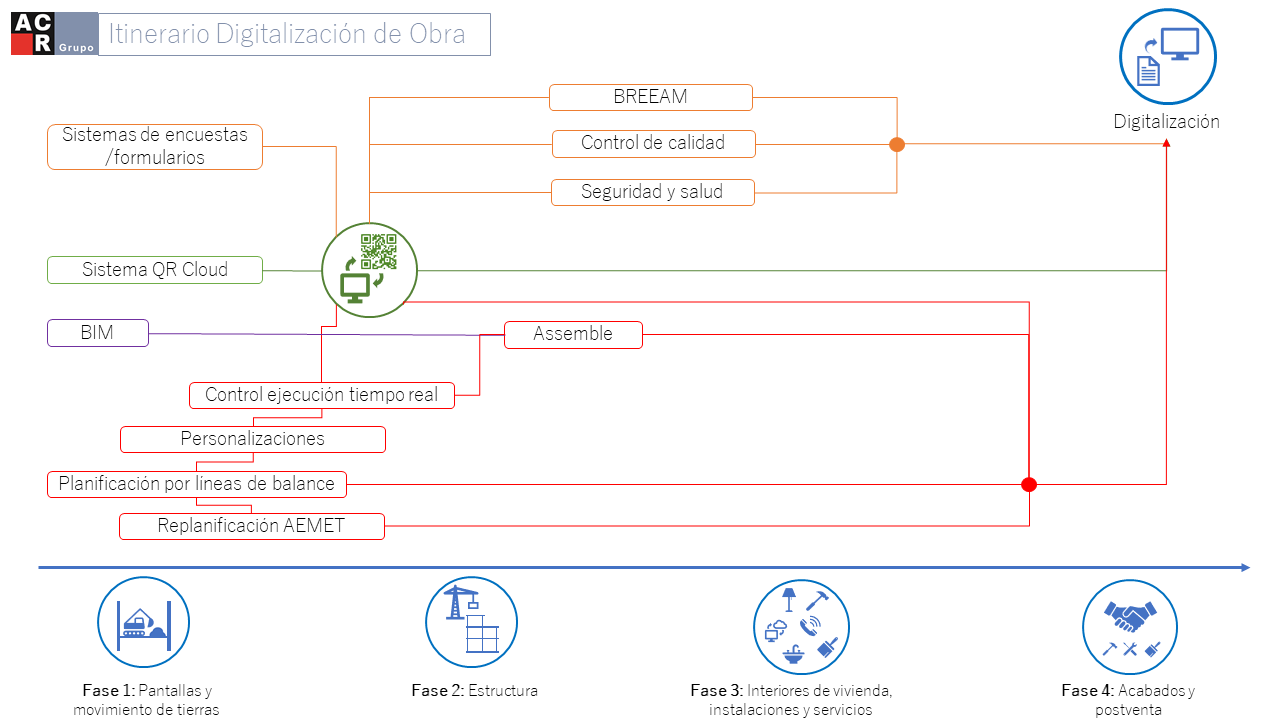 AC
R
Grupo
Itinerario Digitalización de Obra
Digitalización
BREEAM
Sistemas de encuestas
/formularios
Control de calidad
Seguridad y salud
Sistema QR Cloud
BIM
Assemble
Control ejecución tiempo real
Personalizaciones
Planificación por líneas de balance
Replanificación AEMET
Fase 1: Pantallas y
movimiento de tierras
Fase 2: Estructura
Fase 3: Interiores de vivienda,
instalaciones y servicios
Fase 4: Acabados y
postventa